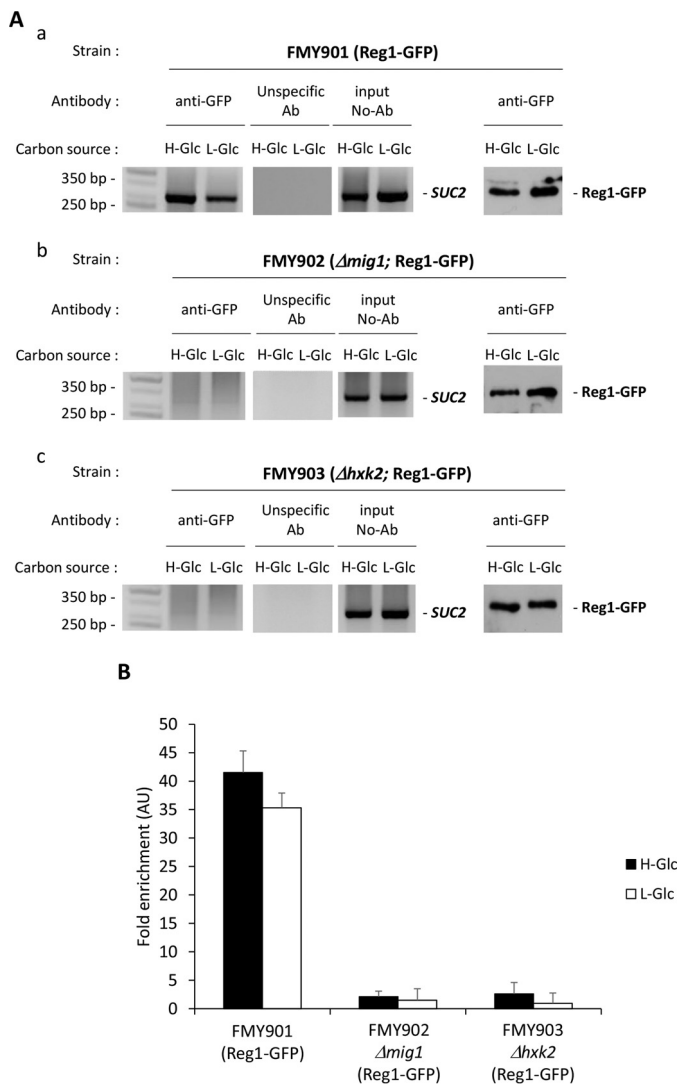 A
a
Strain :
FMY901 (Reg1-GFP)
Antibody :
anti-GFP
Unspecific
Ab
input
No-Ab
anti-GFP
Carbon source :
H-Glc L-Glc H-Glc L-Glc H-Glc L-Glc H-Glc L-Glc
350 bp -
250 bp -
- SUC2
- Reg1-GFP
b
Strain :
FMY902 (Δmig1; Reg1-GFP)
Antibody :
anti-GFP
Unspecific
Ab
input
No-Ab
anti-GFP
Carbon source :
H-Glc L-Glc H-Glc L-Glc H-Glc L-Glc H-Glc L-Glc
350 bp -
250 bp -
- SUC2
- Reg1-GFP
c
Strain :
FMY903 (Δhxk2; Reg1-GFP)
Antibody :
anti-GFP
Unspecific
Ab
input
No-Ab
anti-GFP
Carbon source :
H-Glc L-Glc H-Glc L-Glc H-Glc L-Glc H-Glc L-Glc
350 bp -
250 bp -
- SUC2
- Reg1-GFP
B
Fold enrichment (AU)
50
45
40
35
30
25
20
15
10
5
0
H-Glc
L-Glc
FMY901
(Reg1-GFP)
FMY902
Δmig1
(Reg1-GFP)
FMY903
Δhxk2
(Reg1-GFP)